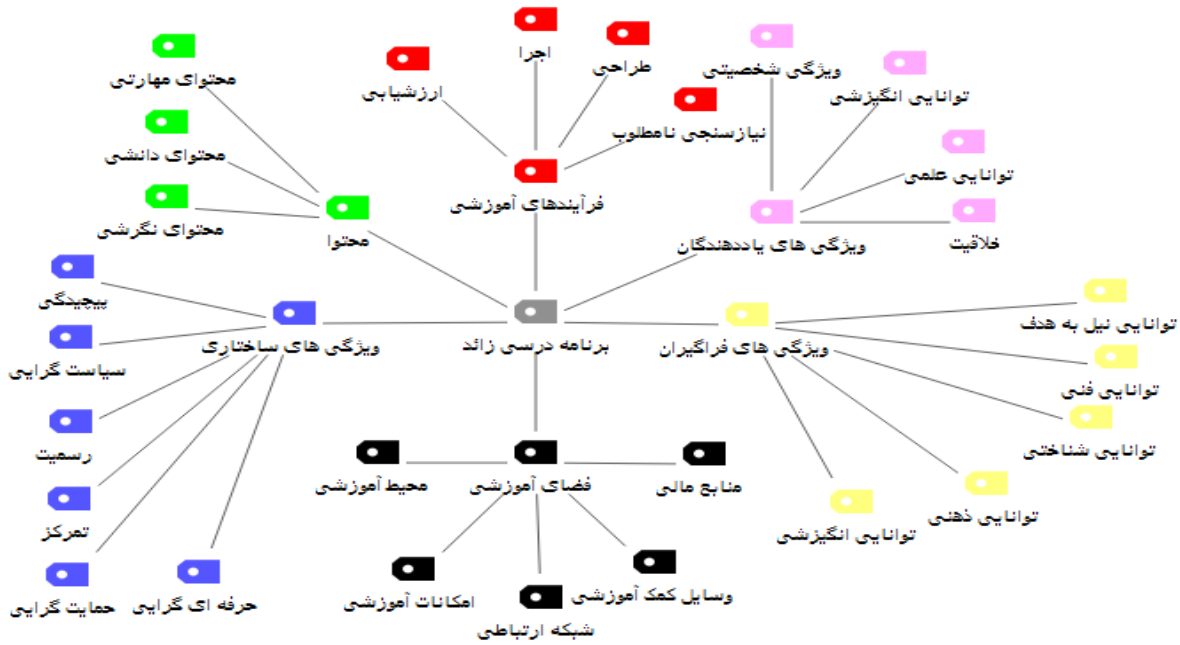 اجرا
طراحی
ویژگی شخصیتی
محتوای مهارتی
ارزشیابی
توانایی انگیزشی
نیازسنجی نامطلوب
محتوای دانشی
توانایی علمی
فرآیندهای آموزشی
محتوای نگرشی
محتوا
ویژگی های یاددهندگان
خلاقیت
پیچیدگی
توانایی نیل به هدف
ویژگی های ساختاری
برنامه درسی زائد
ویژگی های فراگیران
سیاست گرایی
توانایی فنی
رسمیت
توانایی شناختی
محیط آموزشی
فضای آموزشی
منابع مالی
توانایی ذهنی
تمرکز
توانایی انگیزشی
حمایت گرایی
حرفه ای گرایی
امکانات آموزشی
وسایل کمک آموزشی
شبکه ارتباطی